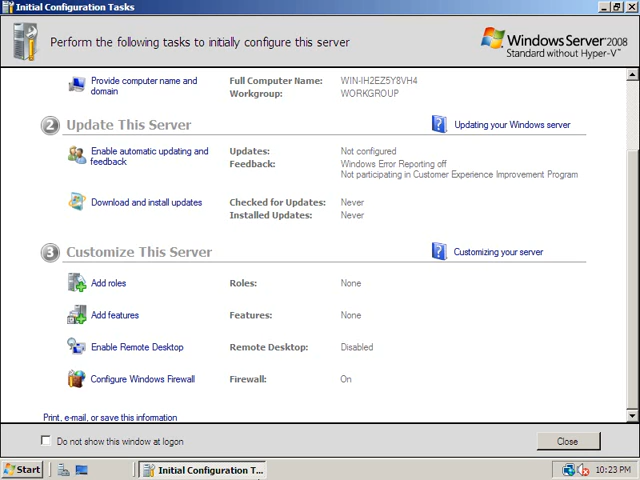 Initial Configuration Tasks
Perform the following tasks to initially configure this server
Windows Server 2008
Standard without Hyper-V™
Provide computer name and
domain
Full Computer Name: WIN-IH2EZ5Y8VH4
Workgroup: WORKGROUP
2 Update This Server
Updating your Windows server
Enable automatic updating and
feedback
Updates: Not configured
Feedback: Windows Error Reporting off
Not participating in Customer Experience Improvement Program
Download and install updates
Checked for Updates: Never
Installed Updates: Never
3 Customize This Server
Customizing your server
Add roles Roles: None
Add features Features: None
Enable Remote Desktop Remote Desktop: Disabled
Configure Windows Firewall Firewall: On
Print, e-mail, or save this information
Do not show this window at logon
Close
Start
Initial Configuration T...
10:23 PM